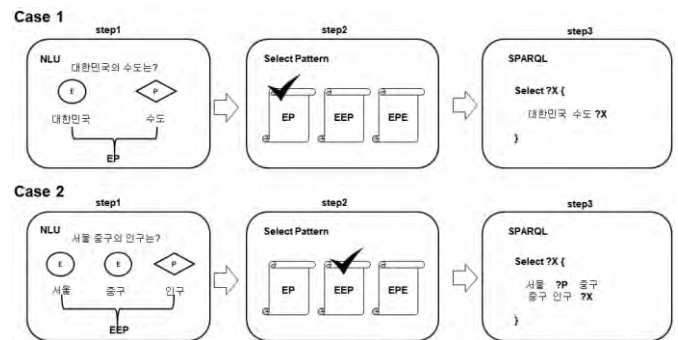 Case 1
step1
NLU
대한민국의 수도는?
E
P
대한민국
수도
EP
step2
Select Pattern
EP
EEP
EPE
step3
SPARQL
Select ?X {
대한민국 수도 ?X
}
Case 2
step1
NLU
서울 중구의 인구는?
E
E
P
서울
중구
인구
EEP
step2
Select Pattern
EP
EEP
EPE
step3
SPARQL
Select ?X {
서울 ?P 중구
중구 인구 ?X
}